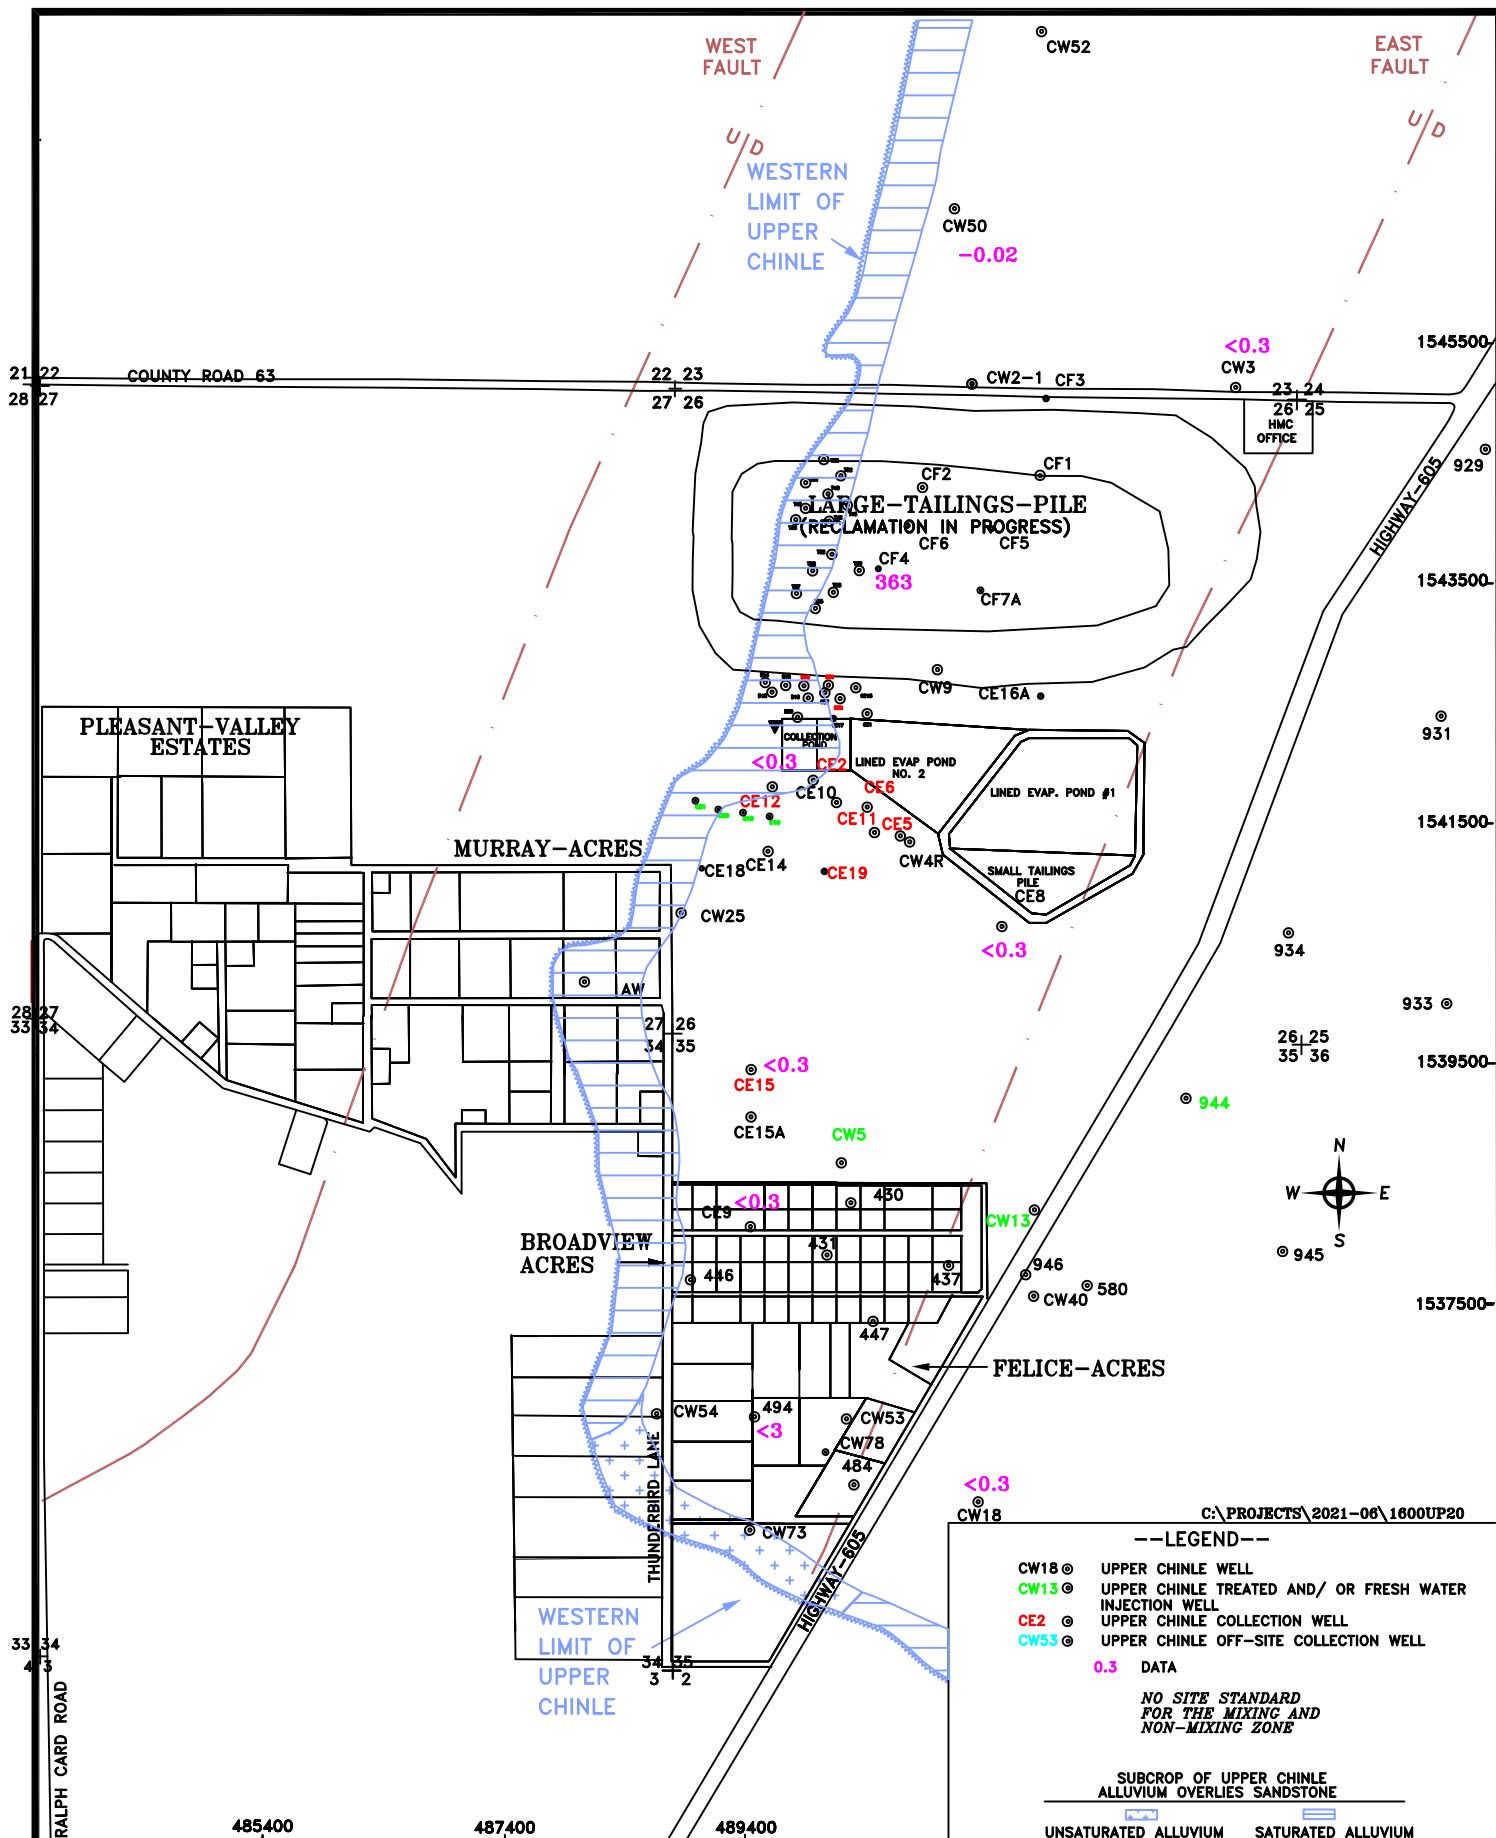 WEST
FAULT
EAST
FAULT
CW52
U/D
U/D
WESTERN
LIMIT OF
UPPER
CHINLE
CW50
-0.02
1545500
<0.3
CW3
21 22
28 27
COUNTY ROAD 63
22 23
27 26
CW2-1
CF3
23 24
26 25
HMC
OFFICE
929
HIGHWAY-605
CF2
CF1
LARGE-TAILINGS-PILE
(RECLAMATION IN PROGRESS)
CF6
CF5
CF4
363
CF7A
1543500
CW9
CE16A
931
PLEASANT-VALLEY
ESTATES
COLLECTION
POND
<0.3
CE2
LINED EVAP POND
NO. 2
CE6
LINED EVAP. POND #1
CE10
CE12
CE11
CE5
1541500
MURRAY-ACRES
CE14
CW4R
CE18
CE19
SMALL TAILINGS
PILE
CE8
CW25
<0.3
934
AW
933
28 27
33 34
27 26
34 35
26 25
35 36
<0.3
CE15
1539500
CE15A
944
CW5
N
W
E
S
<0.3
430
CE9
CW13
BROADVIEW
ACRES
431
945
446
437
946
580
CW40
1537500
447
FELICE-ACRES
494
CW54
<3
CW53
CW78
484
THUNDERBIRD LANE
<0.3
CW18
CW73
HIGHWAY-605
C:\PROJECTS\2021-06\1600UP20
--LEGEND--
CW18 UPPER CHINLE WELL
CW13 UPPER CHINLE TREATED AND/ OR FRESH WATER
INJECTION WELL
CE2 UPPER CHINLE COLLECTION WELL
CW53 UPPER CHINLE OFF-SITE COLLECTION WELL
0.3 DATA
NO SITE STANDARD
FOR THE MIXING AND
NON-MIXING ZONE
WESTERN
LIMIT OF
UPPER
CHINLE
33 34
4 3
34 35
3 2
RALPH CARD ROAD
SUBCROP OF UPPER CHINLE
ALLUVIUM OVERLIES SANDSTONE
UNSATURATED ALLUVIUM
SATURATED ALLUVIUM
485400
487400
489400